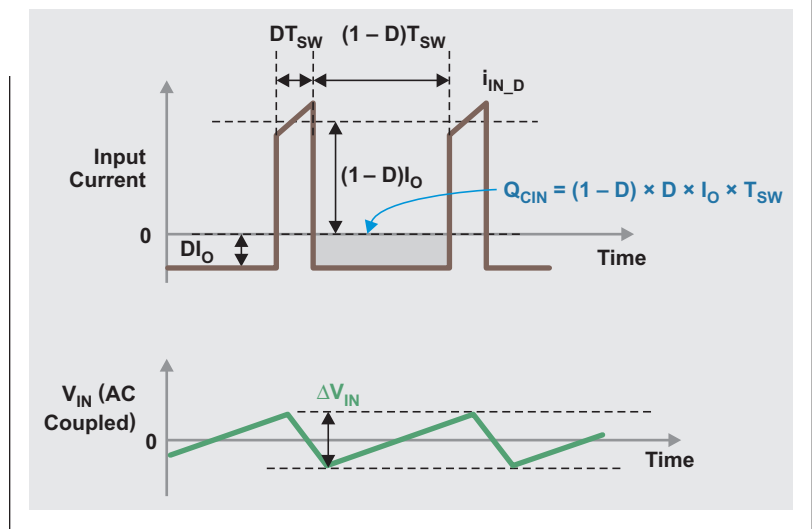 DT_SW (1 – D)T_SW
i_IN_D
Input
Current
(1 – D)I_O
Q_CIN = (1 – D) × D × I_O × T_SW
0
DI_O
Time
V_IN (AC
Coupled)
ΔV_IN
0
Time